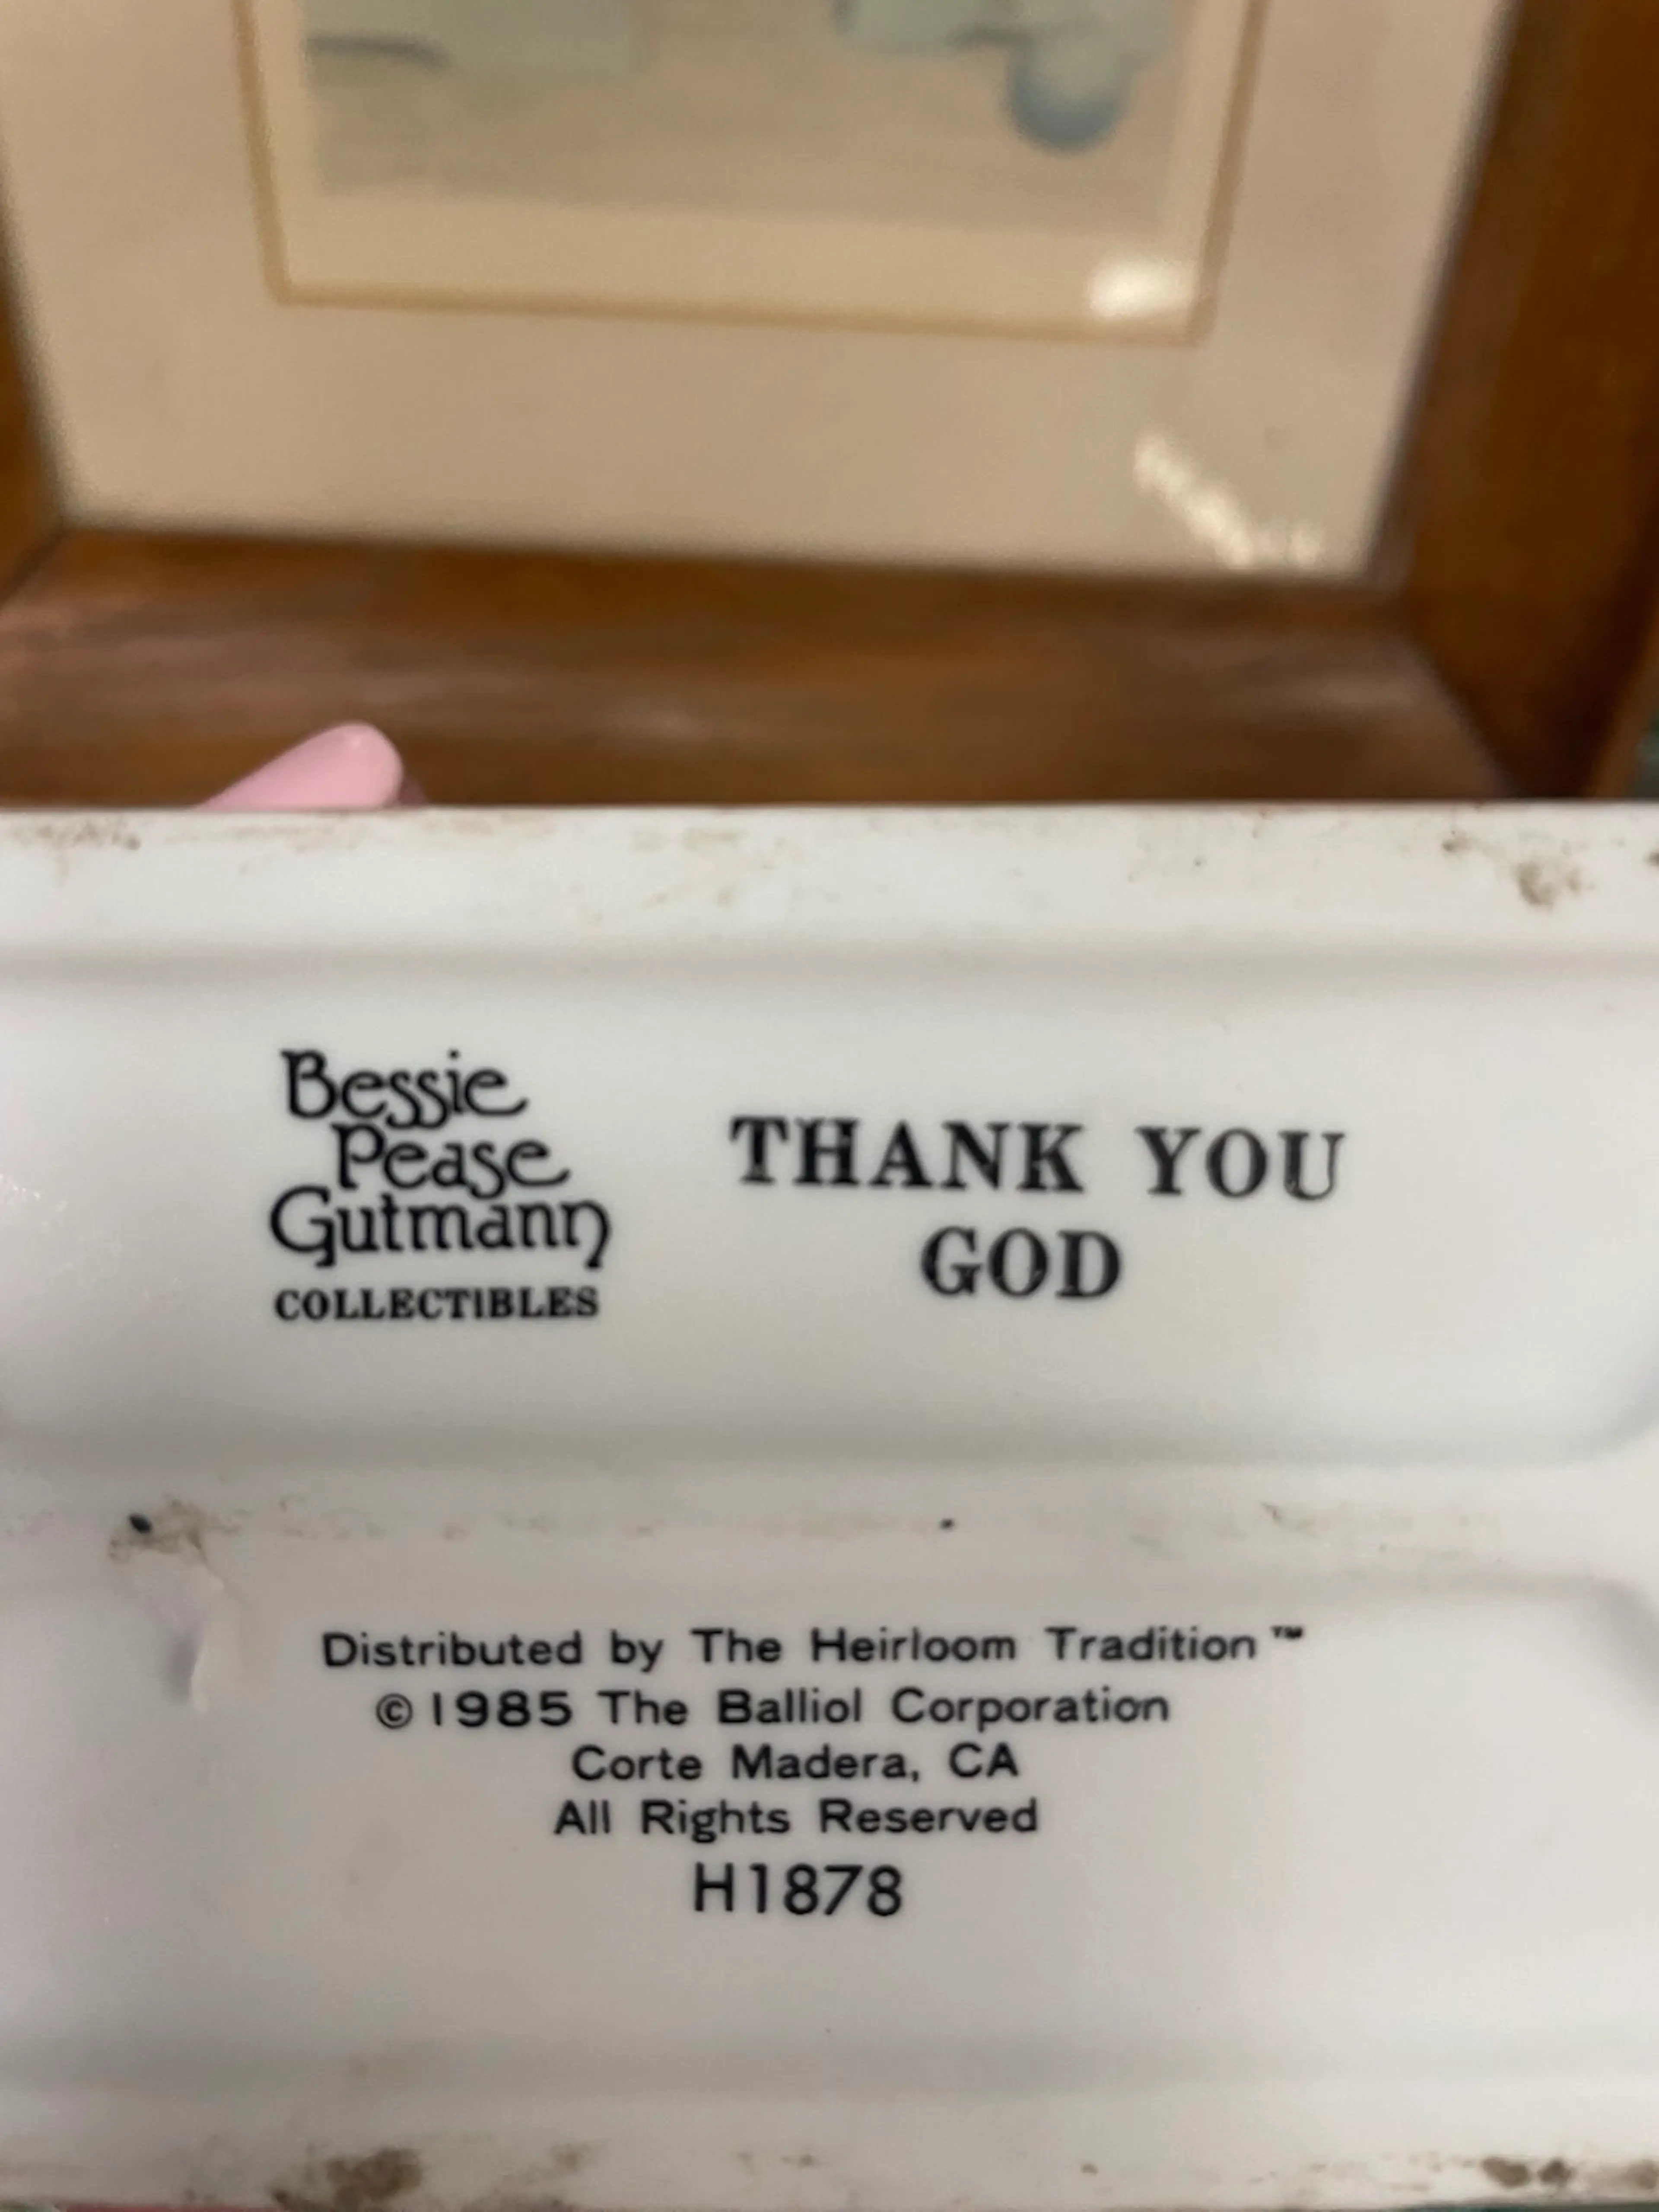 Bessie
Pease
Gutmann
COLLECTIBLES
THANK YOU
GOD
Distributed by The Heirloom Tradition™
©1985 The Balliol Corporation
Corte Madera, CA
All Rights Reserved
H1878